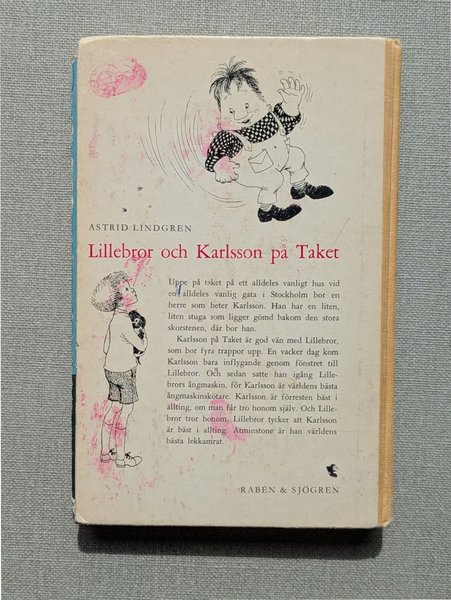 ASTRID LINDGREN
Lillebror och Karlsson på Taket
Uppe på taket på ett alldeles vanligt hus vid
en alldeles vanlig gata i Stockholm bor en
herre som heter Karlsson. Han har en liten,
liten stuga som ligger gömd bakom den stora
skorstenen, där bor han.
Karlsson på Taket är god vän med Lillebror,
som bor fyra trappor upp. En vacker dag kom
Karlsson bara inflygande genom fönstret till
Lillebror. Och sedan satte han igång Lille-
brors ångmaskin, för Karlsson är världens bästa
ångmaskinskötare. Karlsson är förresten bäst i
allting, om man får tro honom själv. Och Lille-
bror tror honom, Lillebror tycker att Karlsson
är bäst i allting. Åtminstone är han världens
bästa lekkamrat.
RABÉN & SJÖGREN